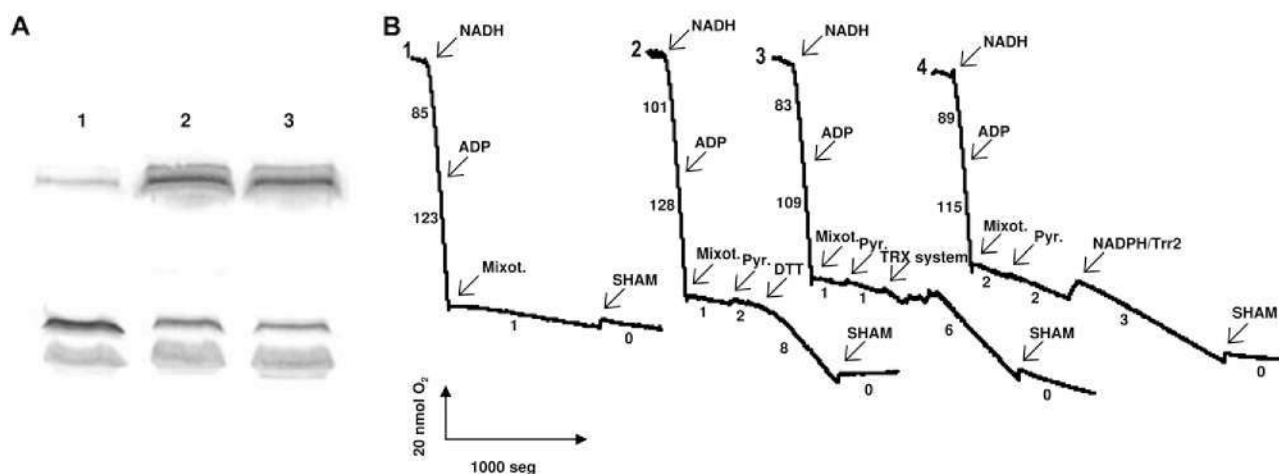 A
1 2 3
B
1 NADH
85
ADP
123
Mixot.
1
SHAM
0
2 NADH
101
ADP
128
Mixot. Pyr. DTT
1 2
8
SHAM
0
3 NADH
83
ADP
109
Mixot. Pyr. TRX system
1 1
6
SHAM
0
4 NADH
89
ADP
115
Mixot. Pyr. NADPH/Trr2
2 2
3
SHAM
0
20 nmol O₂
1000 seg